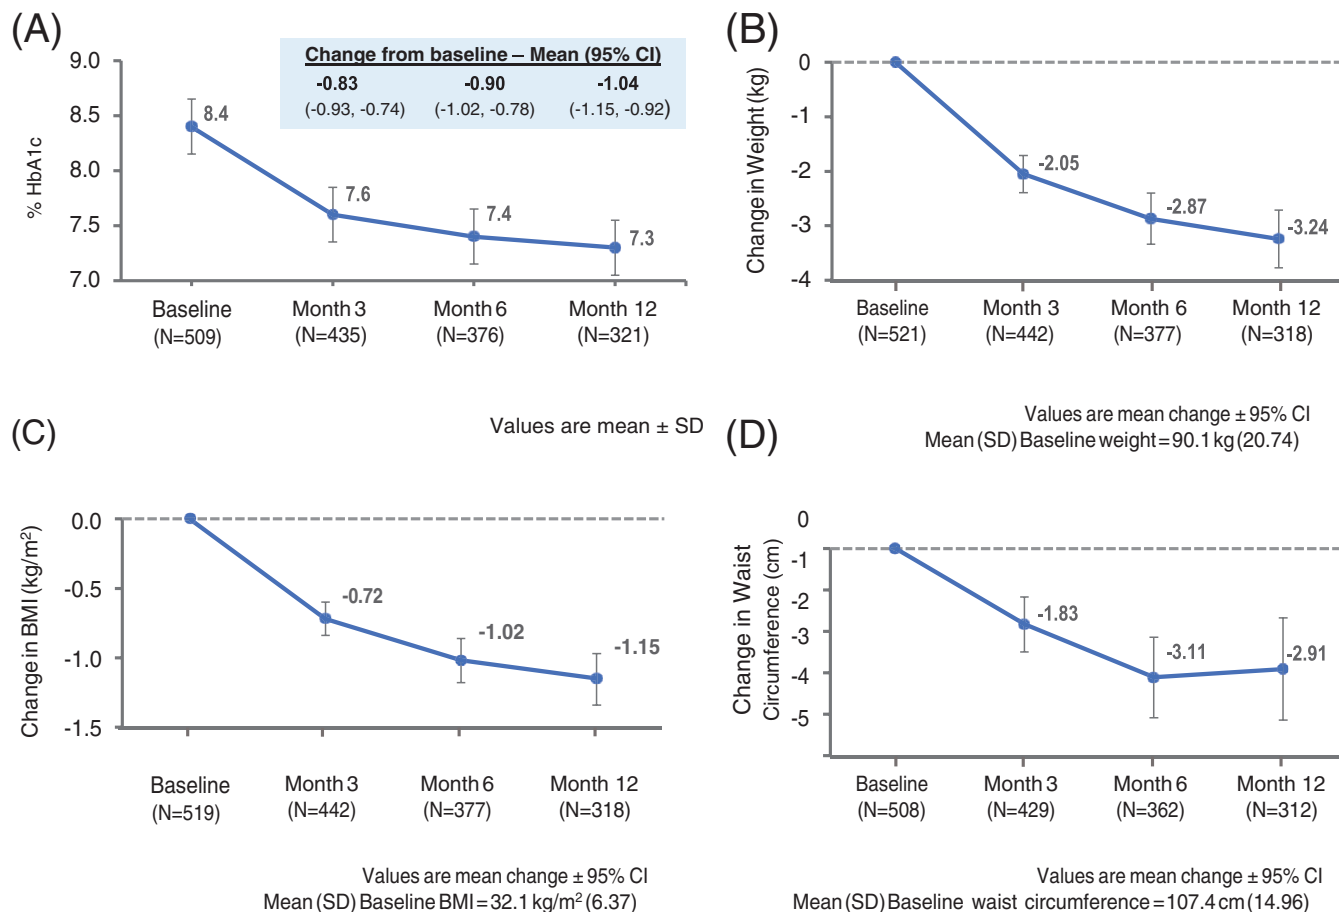 (A)
Change from baseline – Mean (95% CI)
-0.83 -0.90 -1.04
(-0.93, -0.74) (-1.02, -0.78) (-1.15, -0.92)
% HbA1c
9.0
8.5
8.0
7.5
7.0
8.4
7.6
7.4
7.3
Baseline Month 3 Month 6 Month 12
(N=509) (N=435) (N=376) (N=321)
Values are mean ± SD
(B)
Change in Weight (kg)
0
-1
-2
-3
-4
-2.05
-2.87
-3.24
Baseline Month 3 Month 6 Month 12
(N=521) (N=442) (N=377) (N=318)
Values are mean change ± 95% CI
Mean (SD) Baseline weight = 90.1 kg (20.74)
(C)
Change in BMI (kg/m²)
0.0
-0.5
-1.0
-1.5
-0.72
-1.02
-1.15
Baseline Month 3 Month 6 Month 12
(N=519) (N=442) (N=377) (N=318)
Values are mean change ± 95% CI
Mean (SD) Baseline BMI = 32.1 kg/m² (6.37)
(D)
Change in Waist
Circumference (cm)
0
-1
-2
-3
-4
-5
-1.83
-3.11
-2.91
Baseline Month 3 Month 6 Month 12
(N=508) (N=429) (N=362) (N=312)
Values are mean change ± 95% CI
Mean (SD) Baseline waist circumference = 107.4 cm (14.96)